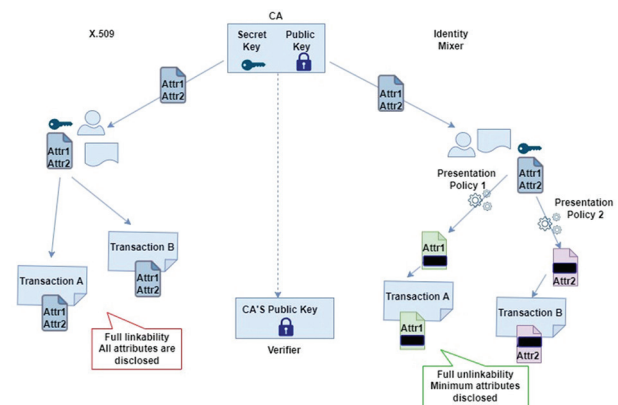 CA
X.509
Secret
Key
Public
Key
Identity
Mixer
Attr1
Attr2
Attr1
Attr2
Attr1
Attr2
Attr1
Attr2
Presentation
Policy 1
Presentation
Policy 2
Transaction B
Attr1
Attr2
Transaction A
Attr1
Attr2
Attr1
Attr2
CA'S Public Key
Verifier
Transaction A
Attr1
Transaction B
Attr2
Full linkability
All attributes are
disclosed
Full unlinkability
Minimum attributes
disclosed